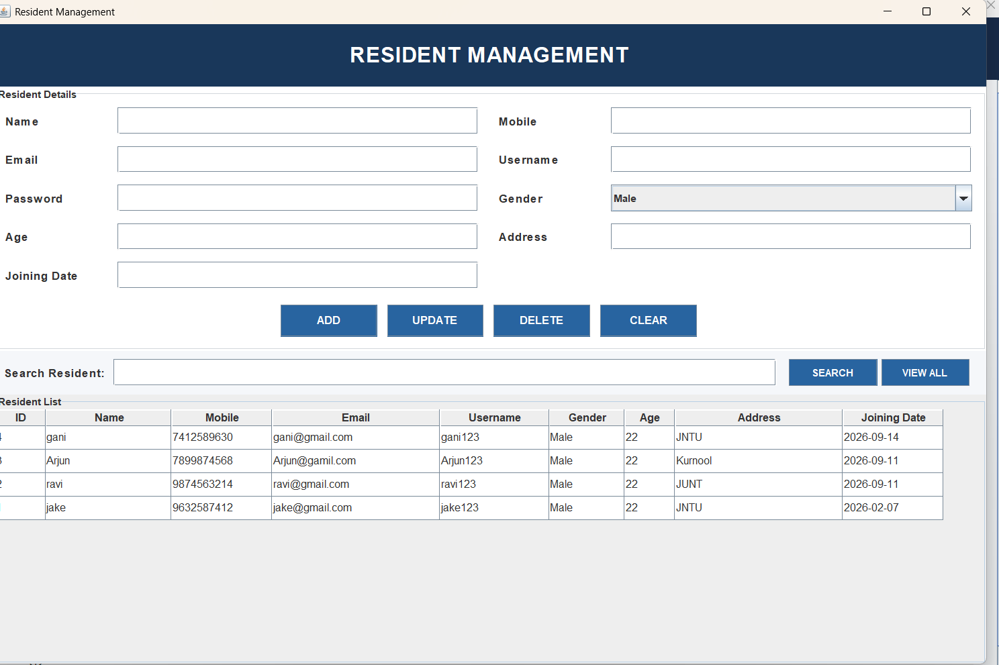 Resident Management
RESIDENT MANAGEMENT
Resident Details
Name Mobile
Email Username
Password Gender Male
Age Address
Joining Date
ADD UPDATE DELETE CLEAR
Search Resident: SEARCH VIEW ALL
Resident List
ID Name Mobile Email Username Gender Age Address Joining Date
gani 7412589630 gani@gmail.com gani123 Male 22 JNTU 2026-09-14
Arjun 7899874568 Arjun@gamil.com Arjun123 Male 22 Kurnool 2026-09-11
ravi 9874563214 ravi@gmail.com ravi123 Male 22 JUNT 2026-09-11
jake 9632587412 jake@gmail.com jake123 Male 22 JNTU 2026-02-07